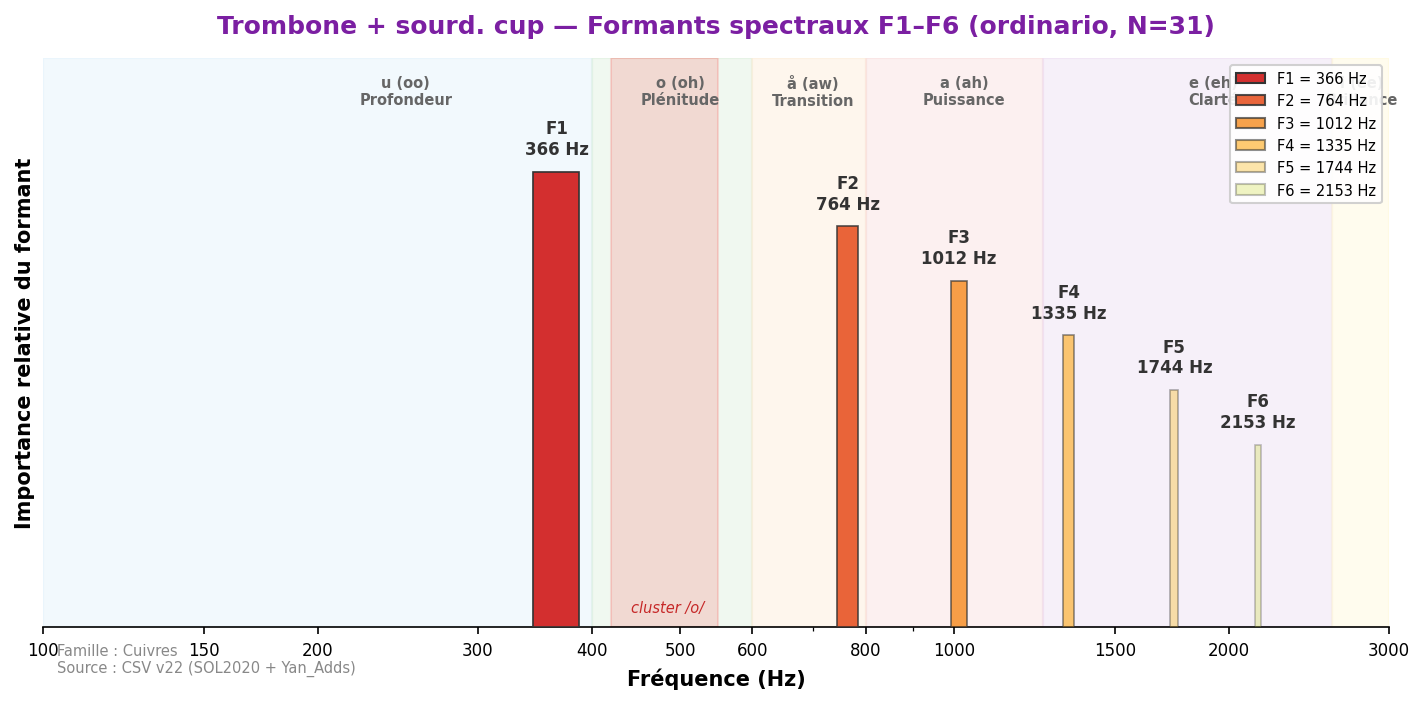 Trombone + sourd. cup — Formants spectraux F1–F6 (ordinario, N=31)
u (oo)
Profondeur
o (oh)
Plénitude
å (aw)
Transition
a (ah)
Puissance
F1 = 366 Hz
F2 = 764 Hz
F3 = 1012 Hz
F4 = 1335 Hz
F5 = 1744 Hz
F6 = 2153 Hz
F1
366 Hz
F2
764 Hz
F3
1012 Hz
F4
1335 Hz
F5
1744 Hz
F6
2153 Hz
cluster /o/
Importance relative du formant
100 150 200 300 400 500 600 800 1000 1500 2000 3000
Famille : Cuivres
Source : CSV v22 (SOL2020 + Yan_Adds)
Fréquence (Hz)